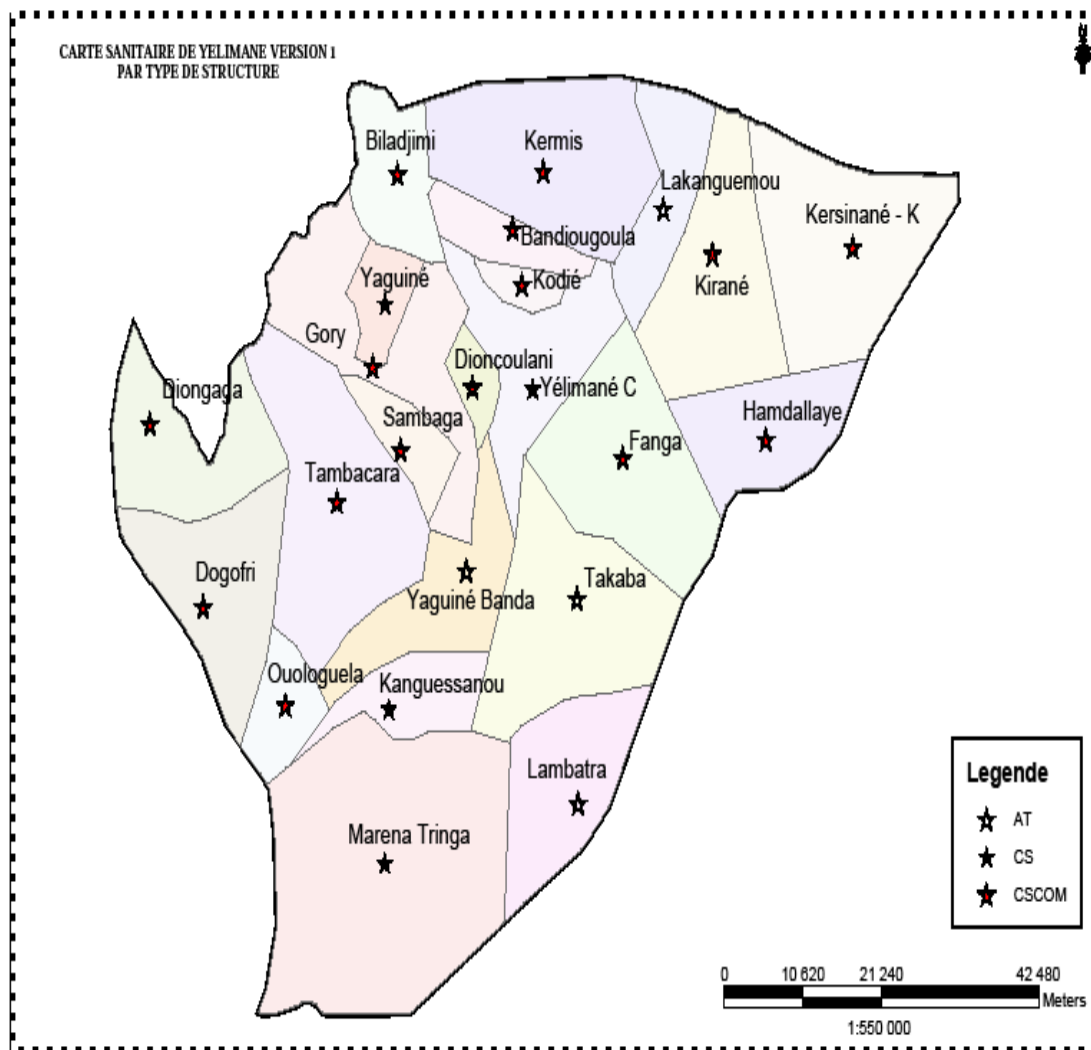 CARTE SANITAIRE DE YELIMANE VERSION 1
PAR TYPE DE STRUCTURE
N
Biladjimi
Kermis
Lakanguemou
Kersinané - K
Bandiougoula
Yaguiné
Kodié
Kirané
Gory
Dioncoulani
Yélimané C
Diongaga
Sambaga
Hamdallaye
Fanga
Tambacara
Dogofri
Takaba
Yaguiné Banda
Ouologuela
Kanguessanou
Lambatra
Marena Tringa
Legende
AT
CS
CSCOM
0 10 620 21 240 42 480
Meters
1:550 000